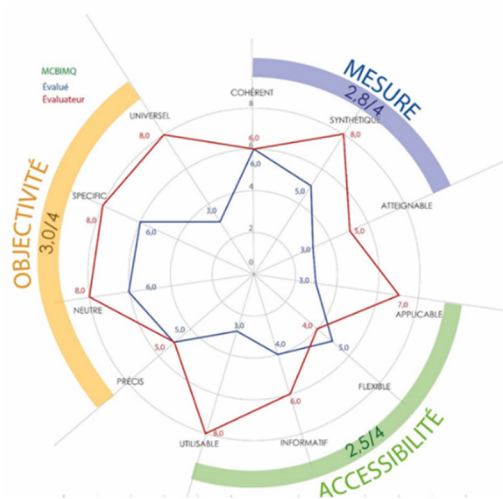 MCBIMQ
Évalué
Évaluateur
MESURE
2,8/4
OBJECTIVITÉ
3,0/4
ACCESSIBILITÉ
2,5/4
COHÉRENT
8
6,0
6
6,0
4
2
0
SYNTHÉTIQUE
8,0
5,0
ATTEIGNABLE
5,0
3,0
APPLICABLE
7,0
3,0
FLEXIBLE
4,0
5,0
INFORMATIF
6,0
4,0
UTILISABLE
8,0
3,0
PRÉCIS
5,0
5,0
NEUTRE
8,0
6,0
SPECIFIC
8,0
6,0
UNIVERSEL
8,0
3,0